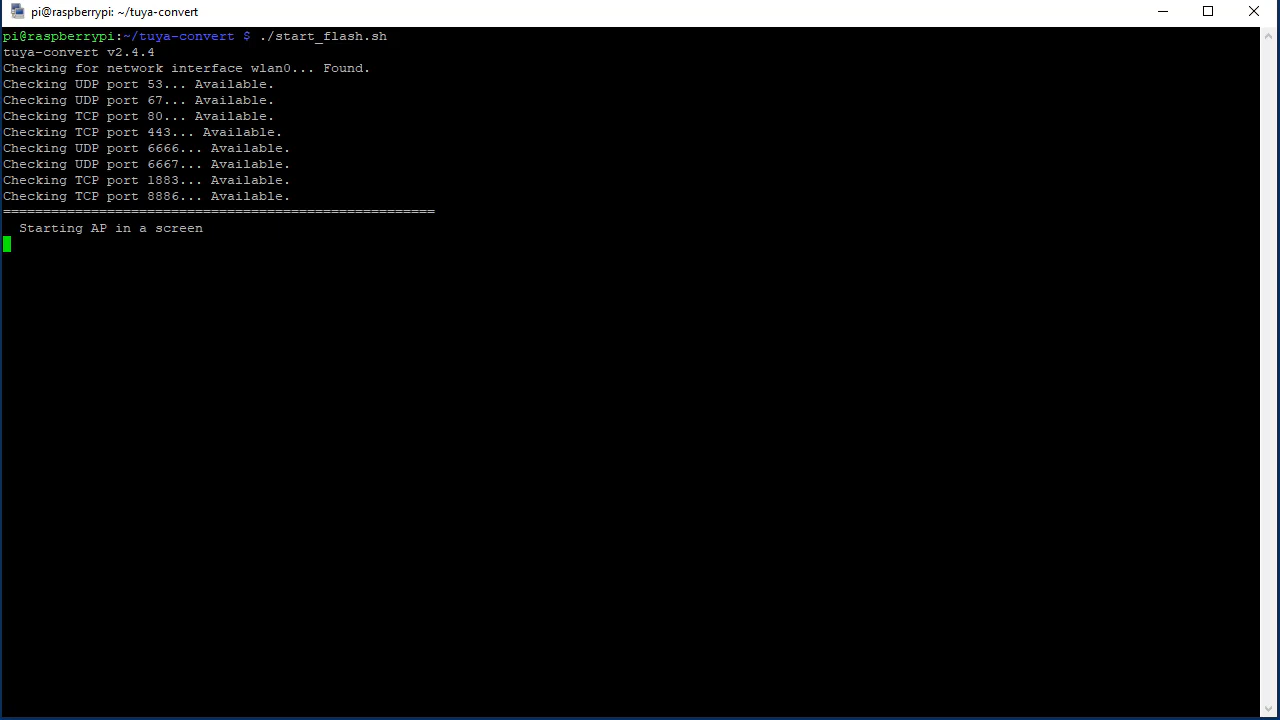 pi@raspberrypi: ~/tuya-convert
pi@raspberrypi:~/tuya-convert $ ./start_flash.sh
tuya-convert v2.4.4
Checking for network interface wlan0... Found.
Checking UDP port 53... Available.
Checking UDP port 67... Available.
Checking TCP port 80... Available.
Checking TCP port 443... Available.
Checking UDP port 6666... Available.
Checking UDP port 6667... Available.
Checking TCP port 1883... Available.
Checking TCP port 8886... Available.
======================================================
Starting AP in a screen